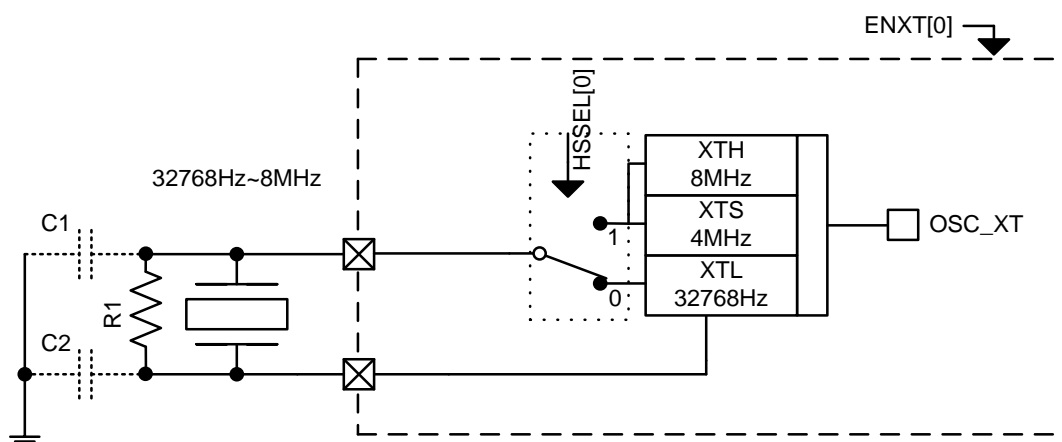 ENXT[0]
HSSEL[0]
32768Hz~8MHz
XTH
8MHz
C1
XTS
4MHz
OSC_XT
1
XTL
32768Hz
0
R1
C2